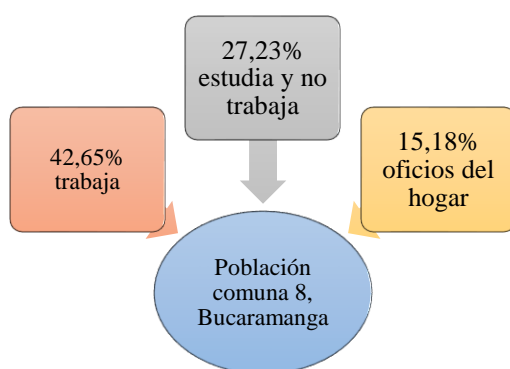 27,23%
estudia y no
trabaja
42,65%
trabaja
15,18%
oficios del
hogar
Población
comuna 8,
Bucaramanga